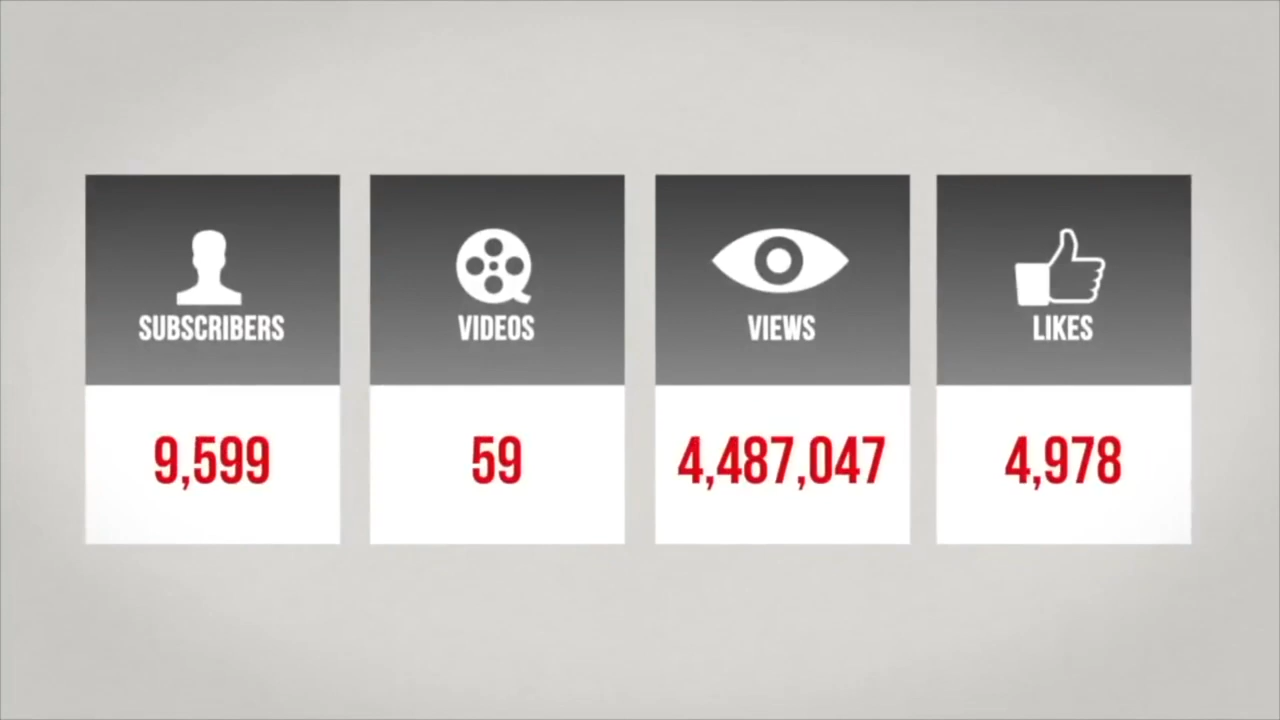 SUBSCRIBERS
9,599
VIDEOS
59
VIEWS
4,487,047
LIKES
4,978